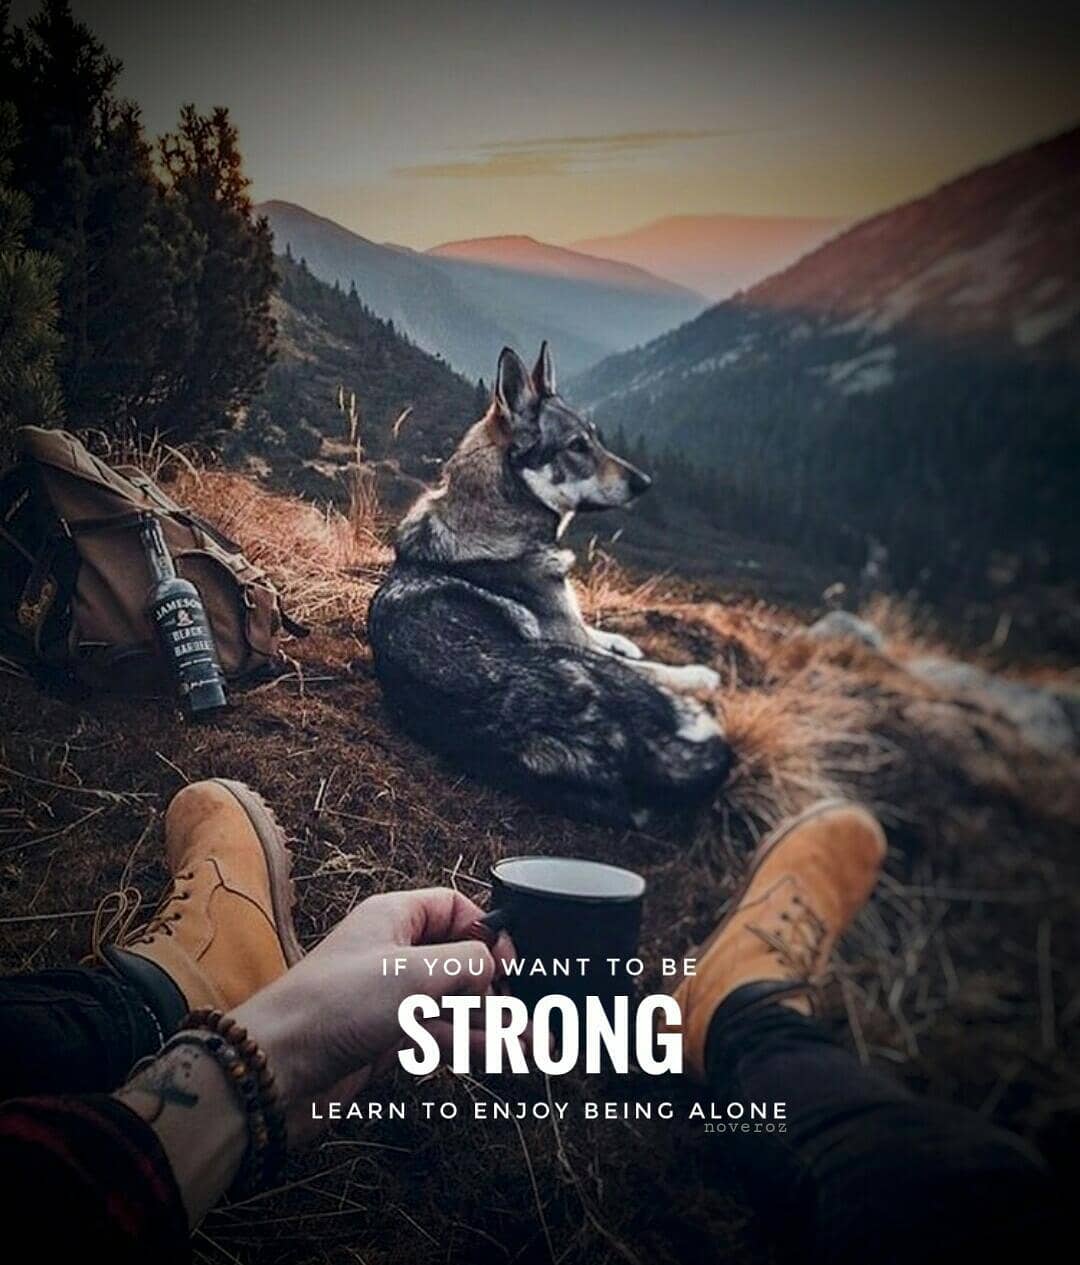 JAMESON
BLACK
BARREL
IF YOU WANT TO BE
STRONG
LEARN TO ENJOY BEING ALONE
noveroz